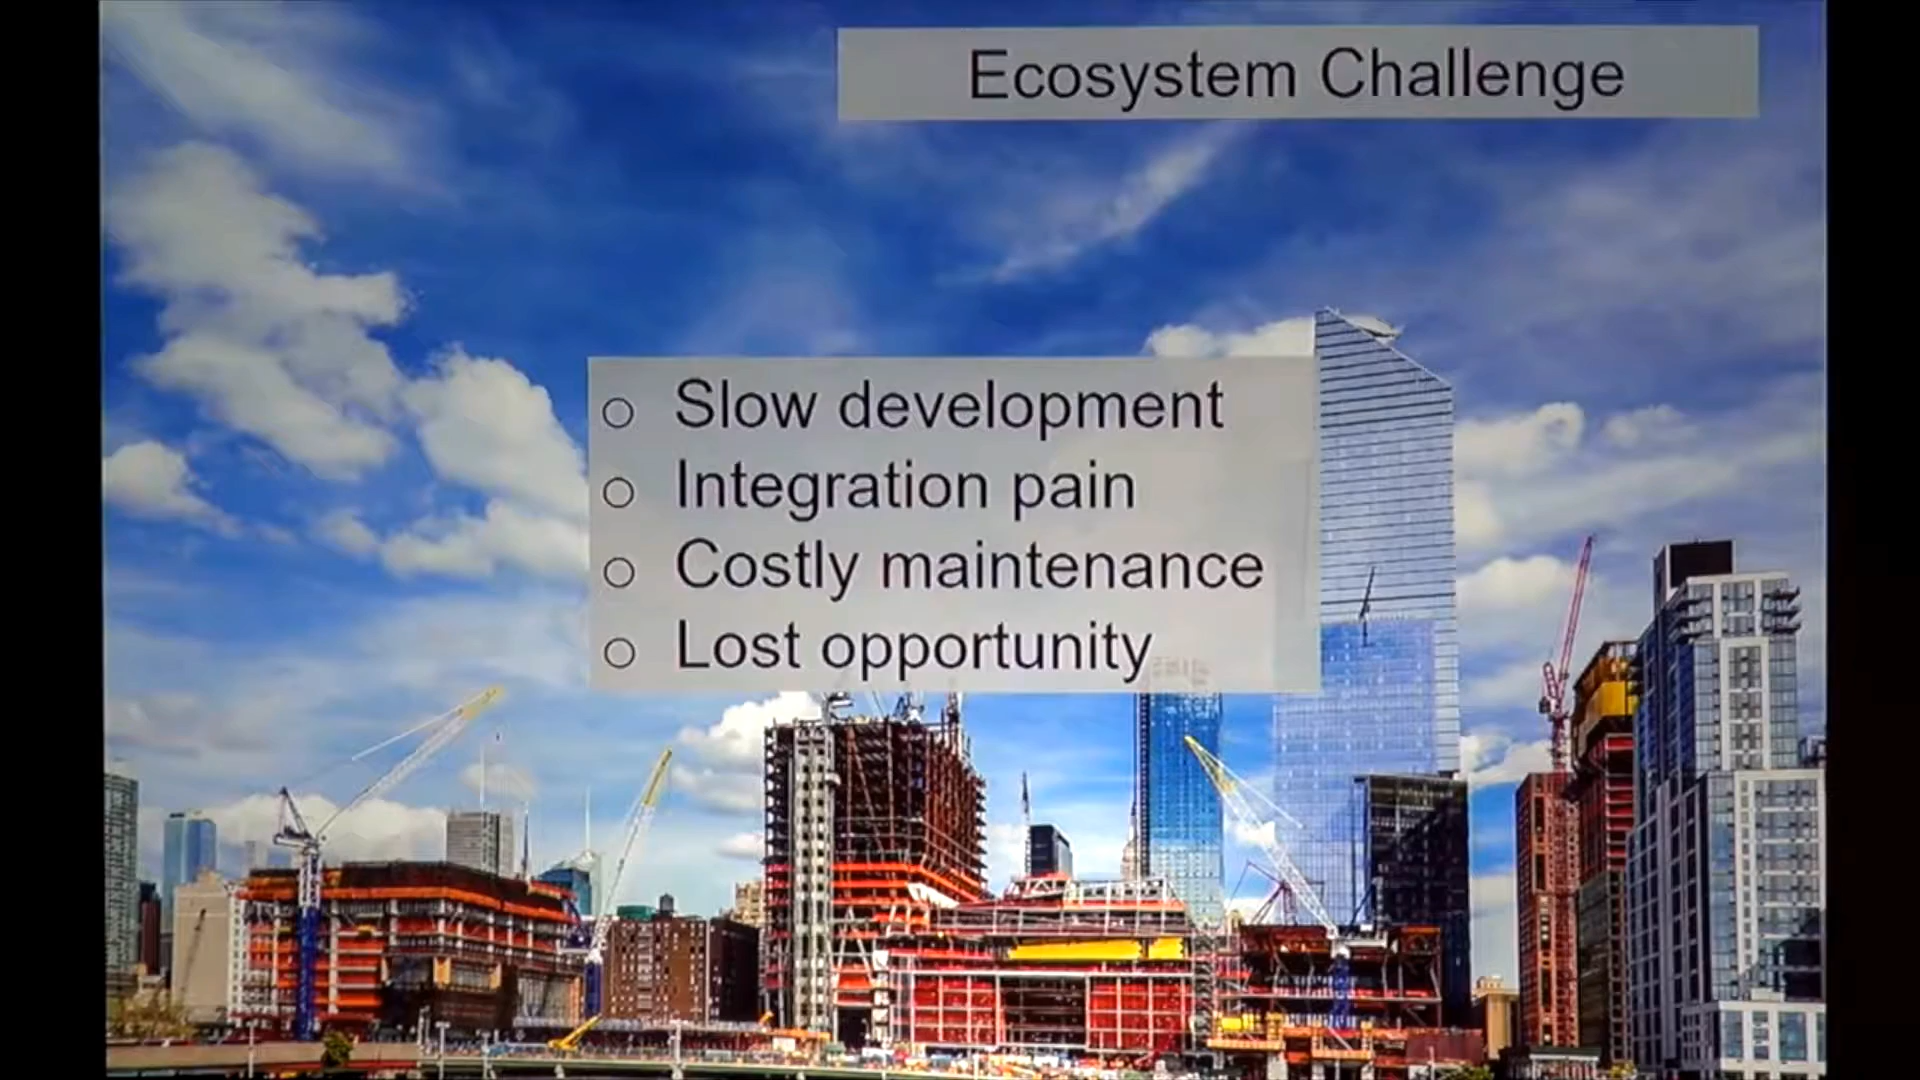 Ecosystem Challenge
o Slow development
o Integration pain
o Costly maintenance
o Lost opportunity